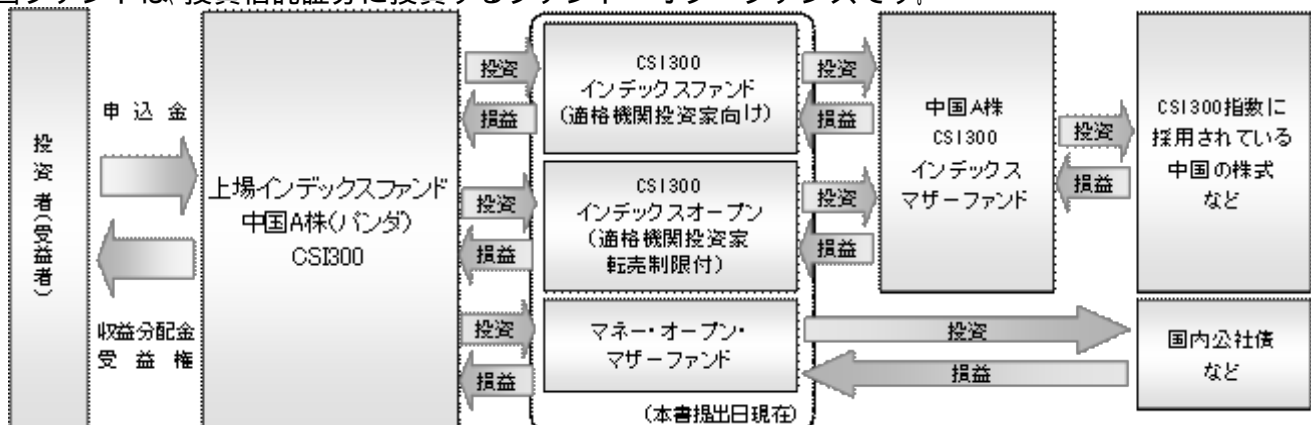 当ファンドは、投資信託証券に投資するファンド・オブ・ファンズです。
投資者(受益者)
申込金
収益分配金
受益権
上場インデックスファンド
中国A株(パンダ)
CSI300
投資
損益
投資
損益
投資
損益
CSI300
インデックスファンド
(適格機関投資家向け)
CSI300
インデックスオープン
(適格機関投資家
転売制限付)
マネー・オープン・
マザーファンド
(本書提出日現在)
投資
損益
投資
損益
中国A株
CSI300
インデックス
マザーファンド
投資
損益
CSI300指数に
採用されている
中国の株式
など
投資
損益
国内公社債
など